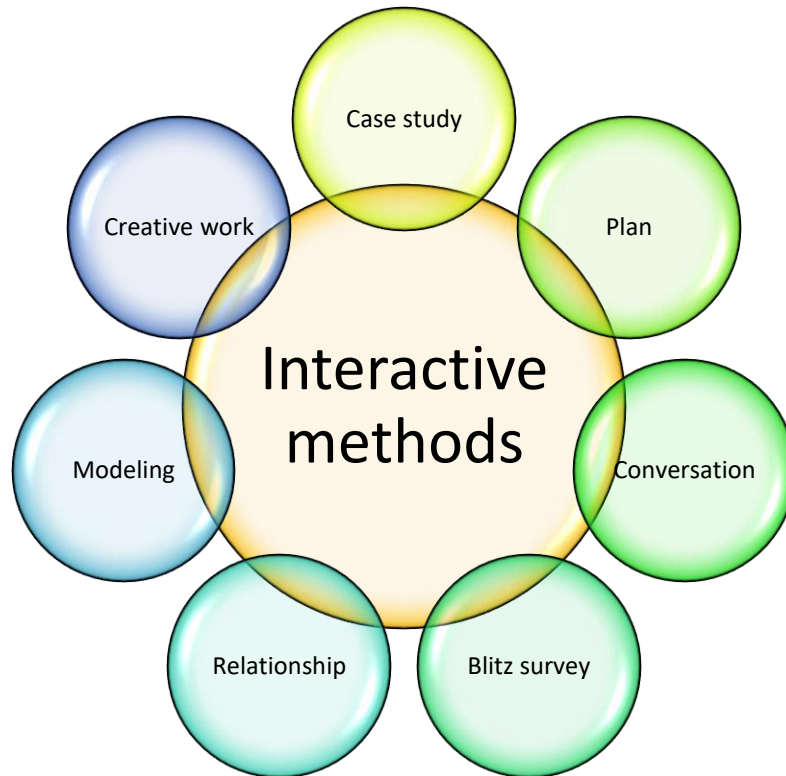 Case study
Creative work
Plan
Interactive
methods
Modeling
Conversation
Relationship
Blitz survey